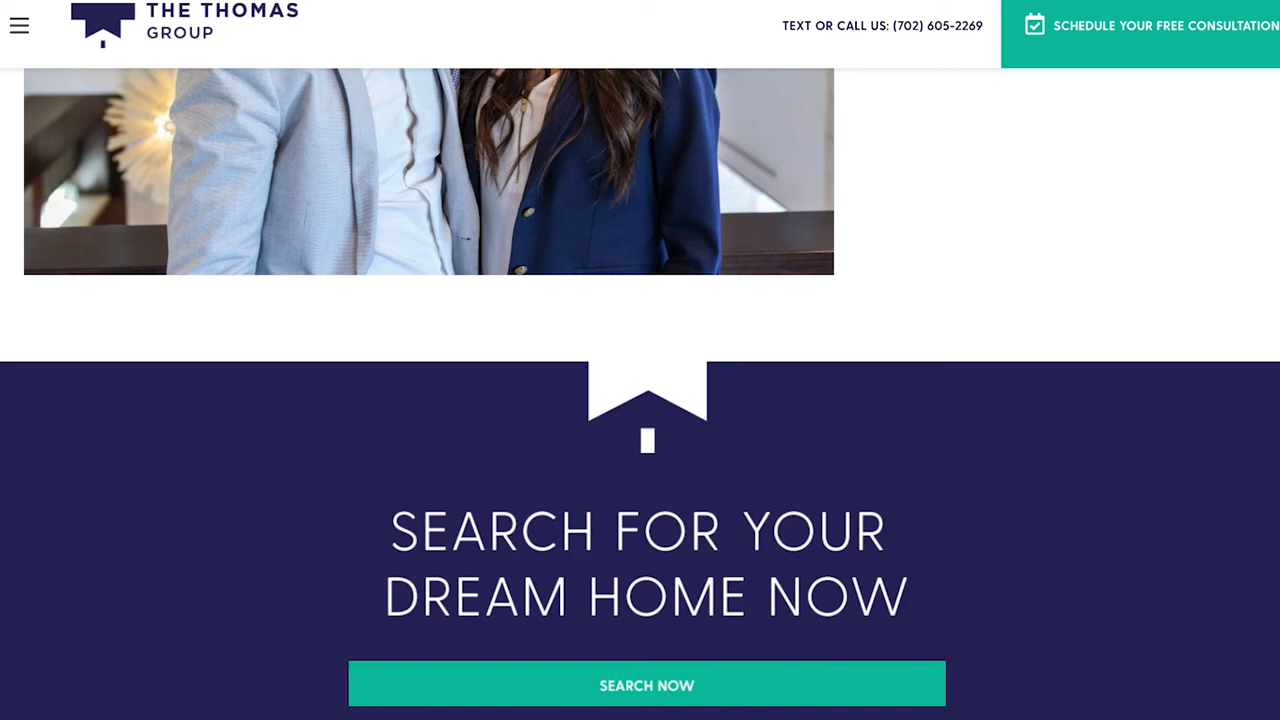 THE THOMAS
GROUP
TEXT OR CALL US: (702) 605-2269
SCHEDULE YOUR FREE CONSULTATION
SEARCH FOR YOUR
DREAM HOME NOW
SEARCH NOW